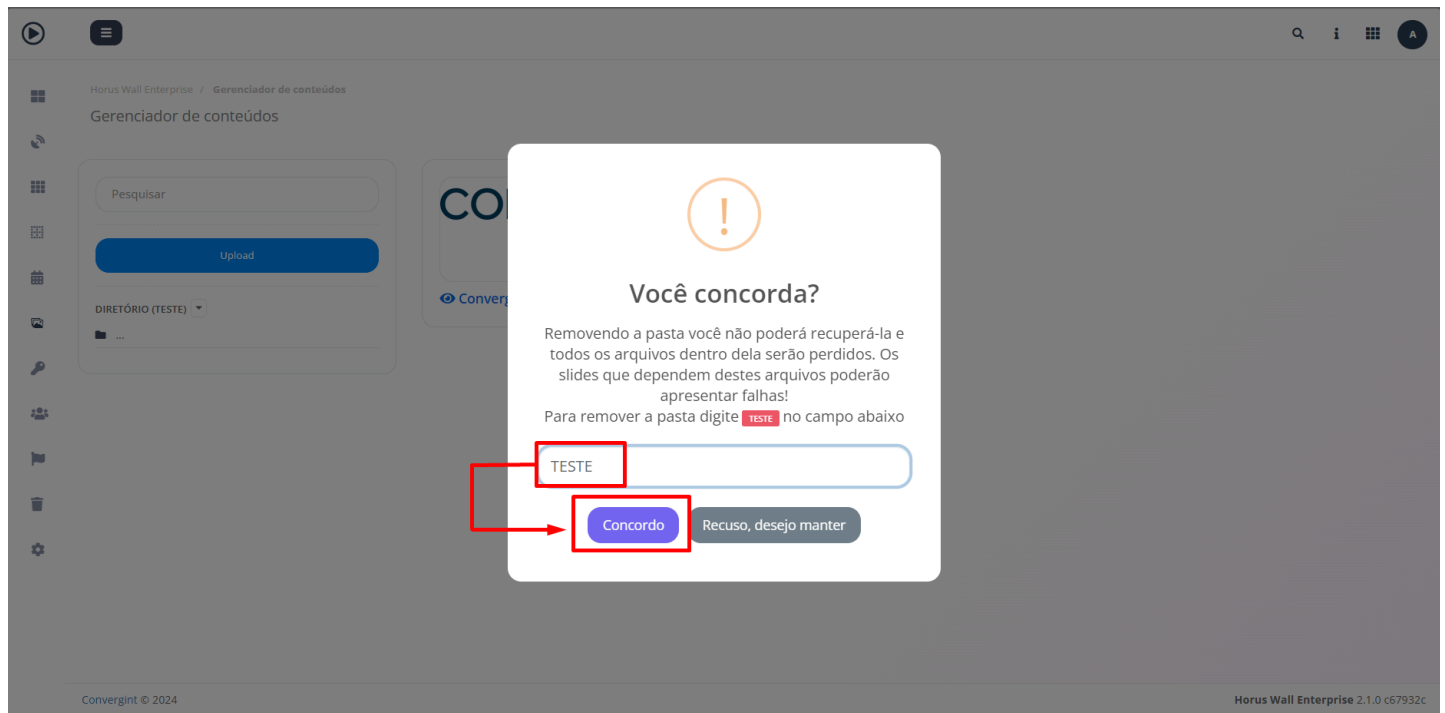 A
Horus Wall Enterprise / Gerenciador de conteúdos
Gerenciador de conteúdos
Pesquisar
Upload
DIRETÓRIO (TESTE)
...
Você concorda?
Removendo a pasta você não poderá recuperá-la e
todos os arquivos dentro dela serão perdidos. Os
slides que dependem destes arquivos poderão
apresentar falhas!
Para remover a pasta digite TESTE no campo abaixo
TESTE
Concordo
Recuso, desejo manter
Convergint © 2024
Horus Wall Enterprise 2.1.0 c67932c